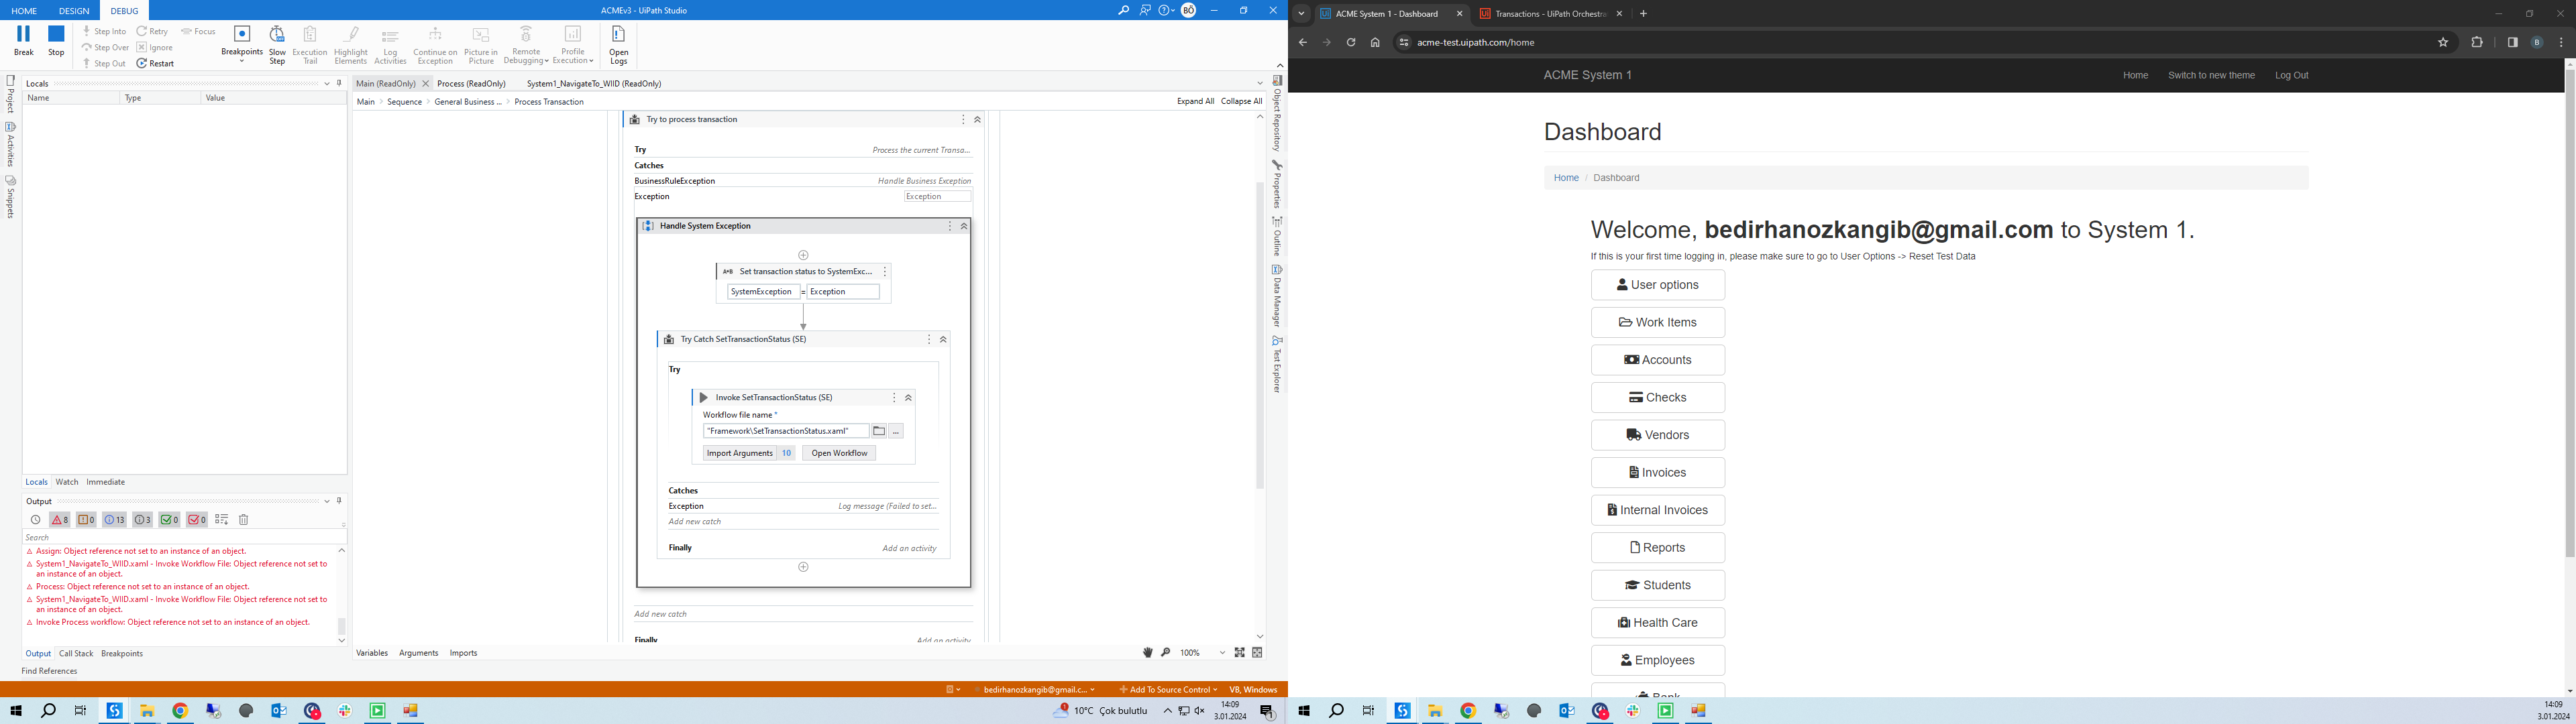 HOME DESIGN DEBUG
ACMEv3 - UiPath Studio
BÖ
Break
Stop
Step Into
Step Over
Step Out
Retry
Ignore
Restart
Focus
Breakpoints
Slow Step
Execution Trail
Highlight Elements
Log Activities
Continue on Exception
Picture in Picture
Remote Debugging
Profile Execution
Open Logs
Project
Activities
Snippets
Locals
Name Type Value
Locals Watch Immediate
Output
8 0 13 3 0 0
Search
Assign: Object reference not set to an instance of an object.
System1_NavigateTo_WIID.xaml - Invoke Workflow File: Object reference not set to
an instance of an object.
Process: Object reference not set to an instance of an object.
System1_NavigateTo_WIID.xaml - Invoke Workflow File: Object reference not set to
an instance of an object.
Invoke Process workflow: Object reference not set to an instance of an object.
Output Call Stack Breakpoints
Find References
Main (ReadOnly) Process (ReadOnly) System1_NavigateTo_WIID (ReadOnly)
Main > Sequence > General Business ... > Process Transaction
Expand All Collapse All
Try to process transaction
Try Process the current Transa...
Catches
BusinessRuleException Handle Business Exception
Exception Exception
Handle System Exception
A+B Set transaction status to SystemExc...
SystemException = Exception
Try Catch SetTransactionStatus (SE)
Try
Invoke SetTransactionStatus (SE)
Workflow file name *
"Framework\SetTransactionStatus.xaml" ...
Import Arguments 10 Open Workflow
Catches
Exception Log message (Failed to set...
Add new catch
Finally Add an activity
Add new catch
Finally Add an activity
Variables Arguments Imports
100%
Object Repository
Properties
Outline
Data Manager
Test Explorer
bedirhanozkangib@gmail.c...
Add To Source Control
VB, Windows
10°C Çok bulutlu
14:09
3.01.2024
1
ACME System 1 - Dashboard
Transactions - UiPath Orchestra
acme-test.uipath.com/home
B
ACME System 1
Home Switch to new theme Log Out
Dashboard
Home / Dashboard
Welcome, bedirhanozkangib@gmail.com to System 1.
If this is your first time logging in, please make sure to go to User Options -> Reset Test Data
User options
Work Items
Accounts
Checks
Vendors
Invoices
Internal Invoices
Reports
Students
Health Care
Employees
Bank
14:09
3.01.2024